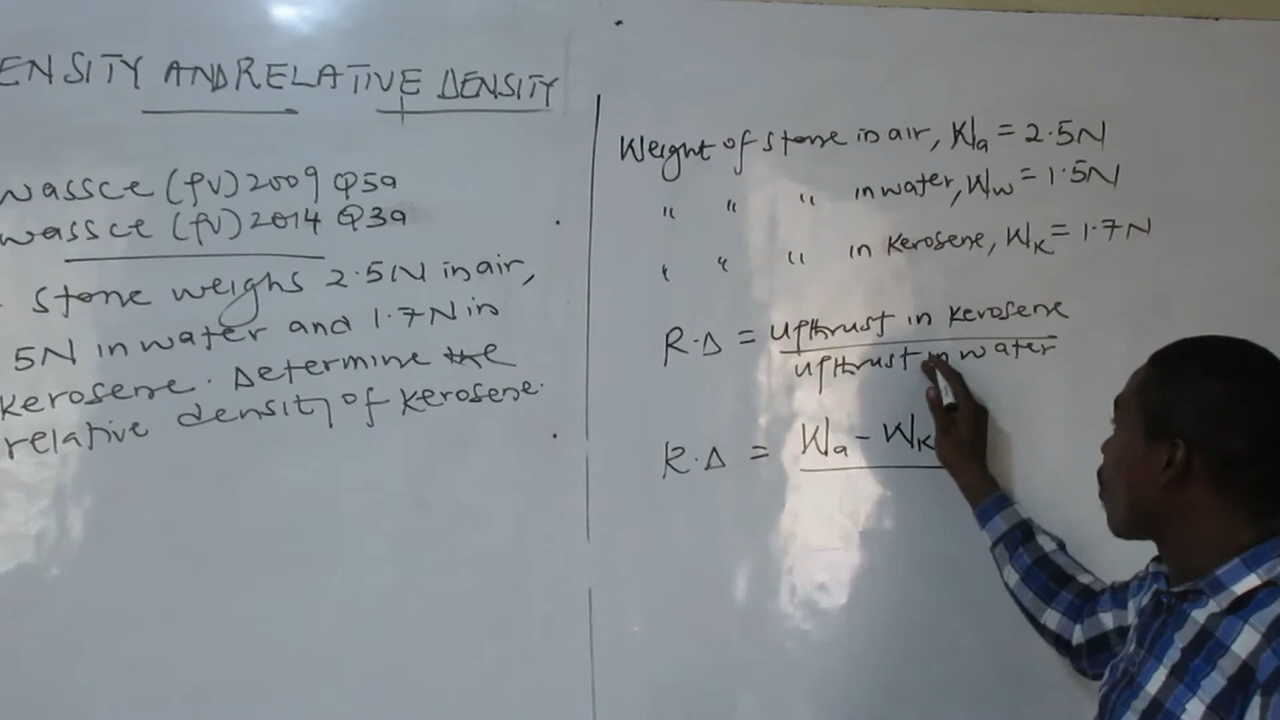 ENSITY AND RELATIVE DENSITY
wassce (PV) 2009 Q5a
wassce (PV) 2014 Q3a
stone weighs 2.5N in air,
5N in water and 1.7N in
kerosene. Determine the
relative density of kerosene.
Weight of stone in air, Wa = 2.5N
" " " in water, Ww = 1.5N
" " " in kerosene, WK = 1.7N
R.D = upthrust in kerosene
upthrust in water
R.D = Wa - WK